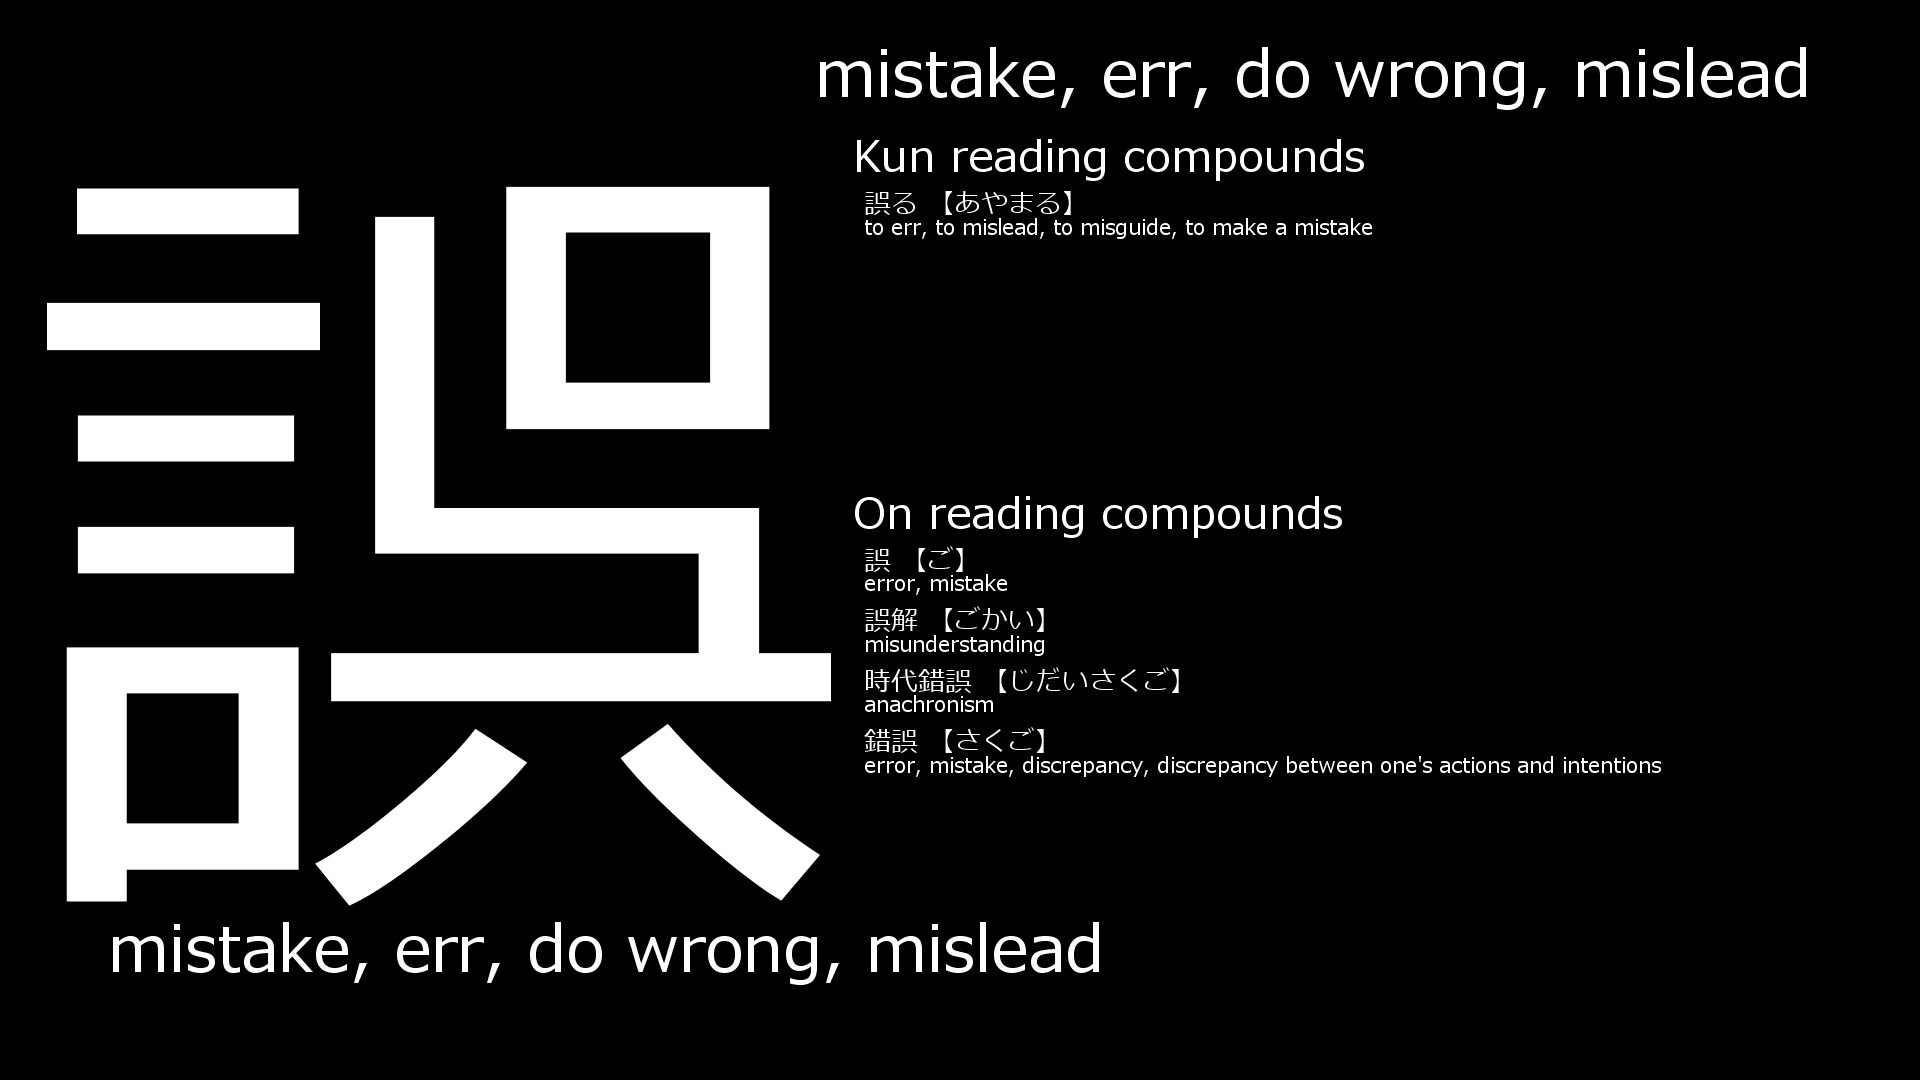 mistake, err, do wrong, mislead
誤
Kun reading compounds
誤る 【あやまる】
to err, to mislead, to misguide, to make a mistake
On reading compounds
誤 【ご】
error, mistake
誤解 【ごかい】
misunderstanding
時代錯誤 【じだいさくご】
anachronism
錯誤 【さくご】
error, mistake, discrepancy, discrepancy between one's actions and intentions
mistake, err, do wrong, mislead